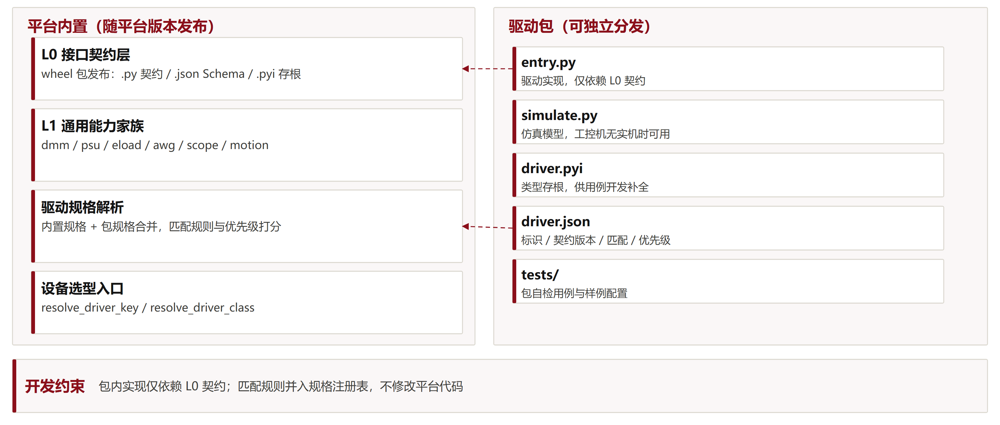 平台内置（随平台版本发布）
L0 接口契约层
wheel 包发布：.py 契约 / .json Schema / .pyi 存根
L1 通用能力家族
dmm / psu / eload / awg / scope / motion
驱动规格解析
内置规格 + 包规格合并，匹配规则与优先级打分
设备选型入口
resolve_driver_key / resolve_driver_class
驱动包（可独立分发）
entry.py
驱动实现，仅依赖 L0 契约
simulate.py
仿真模型，工控机无实机时可用
driver.pyi
类型存根，供用例开发补全
driver.json
标识 / 契约版本 / 匹配 / 优先级
tests/
包自检用例与样例配置
开发约束 包内实现仅依赖 L0 契约；匹配规则并入规格注册表，不修改平台代码